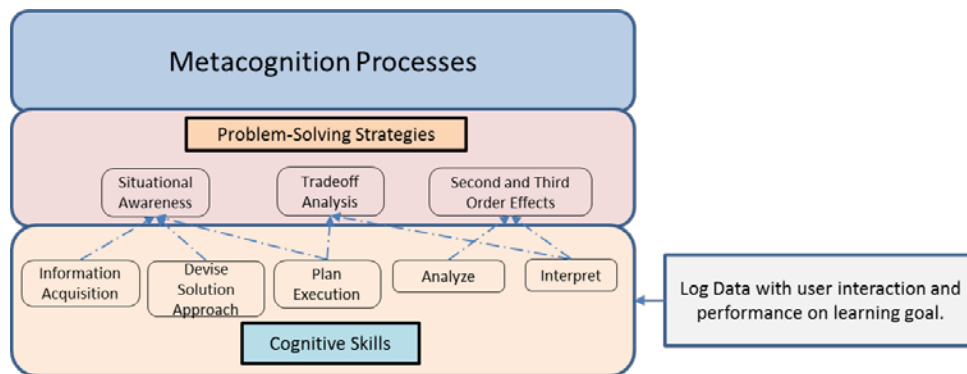 Metacognition Processes
Problem-Solving Strategies
Situational
Awareness
Tradeoff
Analysis
Second and Third
Order Effects
Information
Acquisition
Devise
Solution
Approach
Plan
Execution
Analyze
Interpret
Cognitive Skills
Log Data with user interaction and
performance on learning goal.